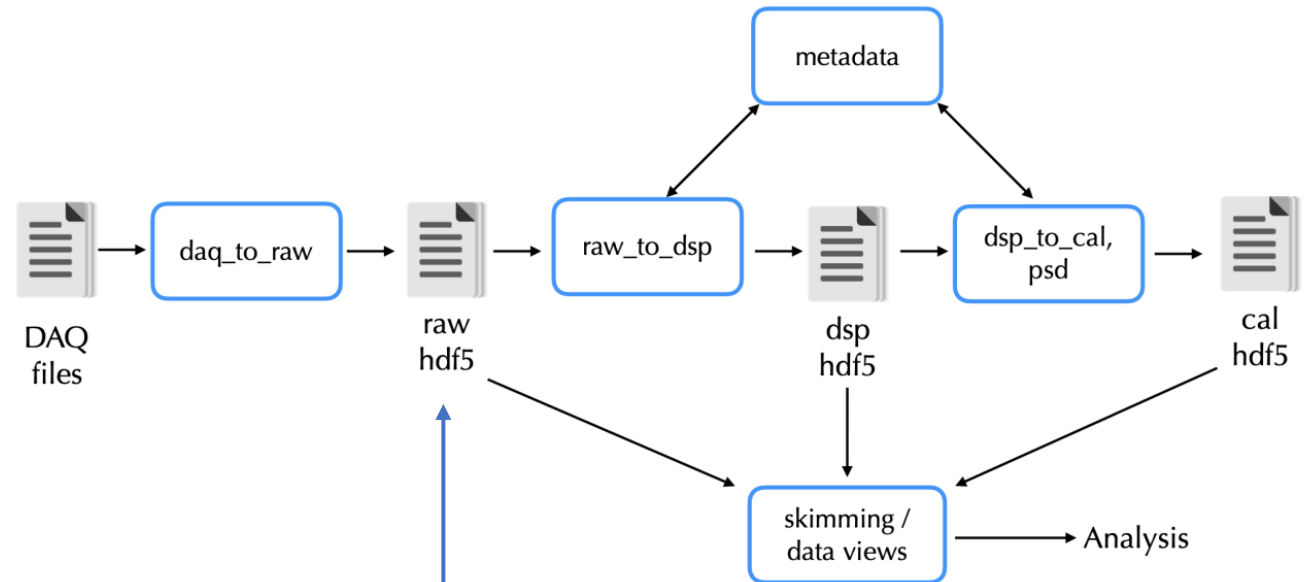 metadata
daq_to_raw
raw_to_dsp
dsp_to_cal,
psd
DAQ
files
raw
hdf5
dsp
hdf5
cal
hdf5
skimming /
data views
Analysis